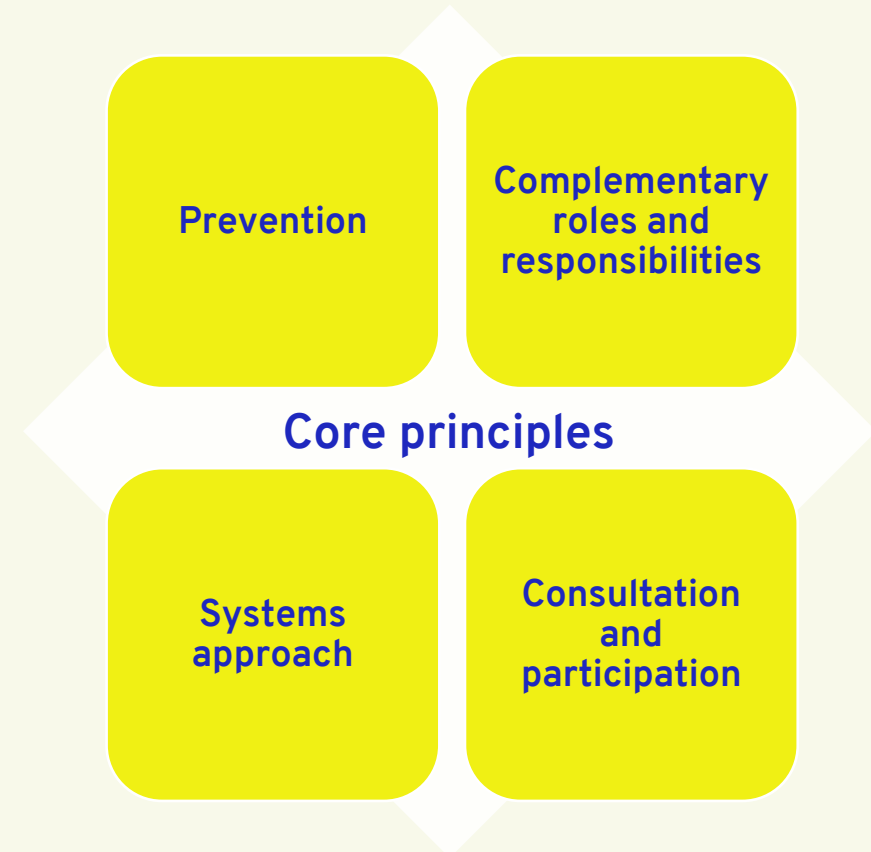 Prevention
Complementary
roles and
responsibilities
Core principles
Systems
approach
Consultation
and
participation